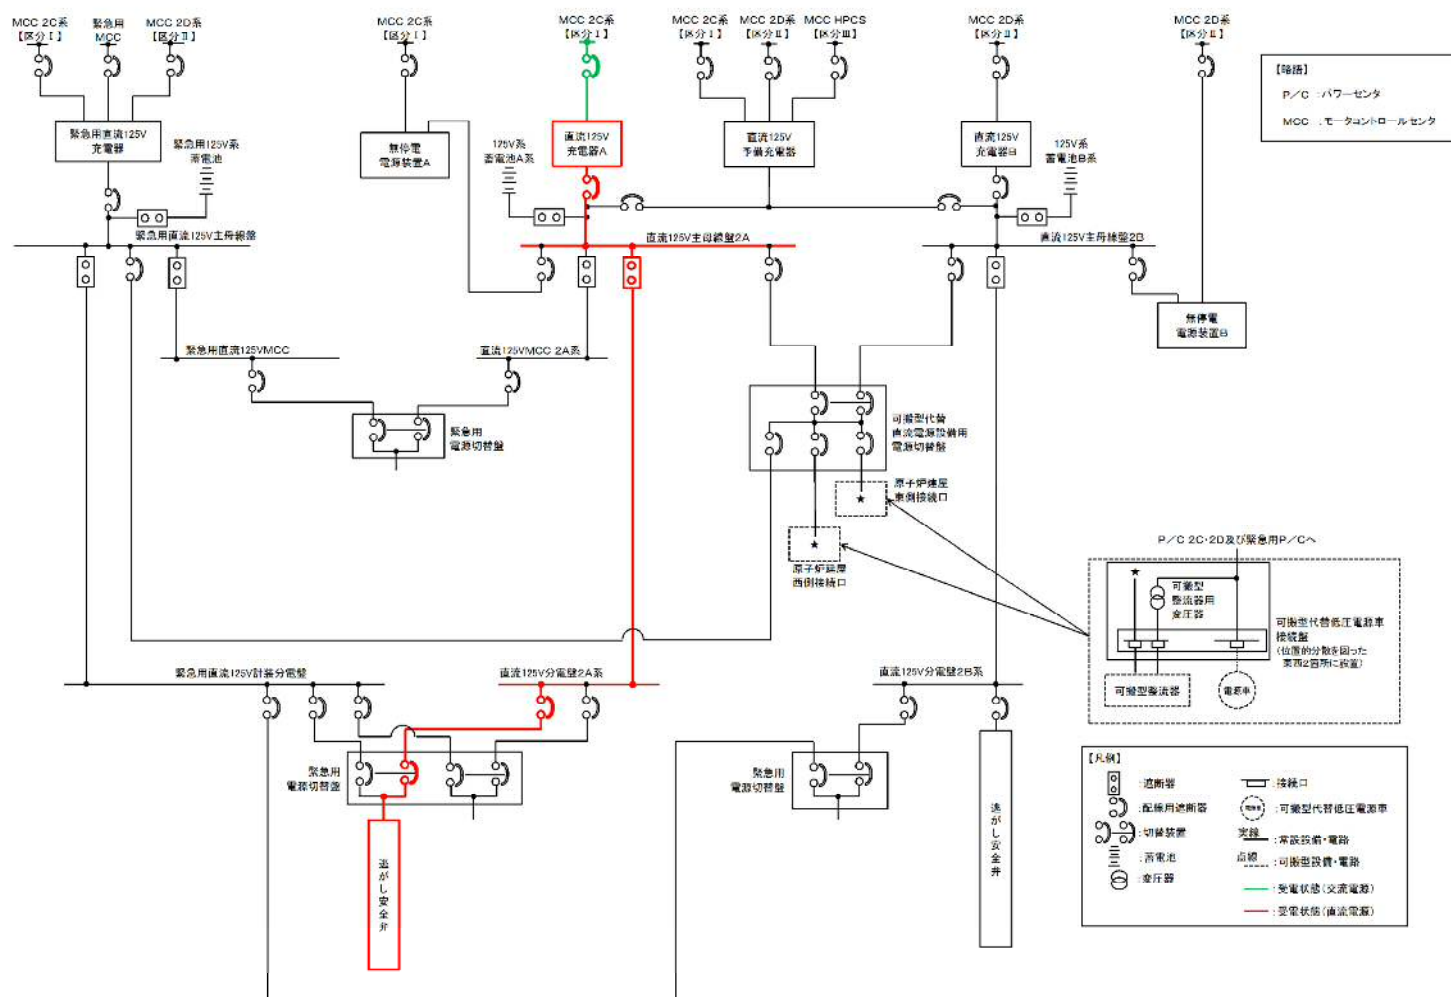 MCC 2C系
【区分Ⅰ】
緊急用
MCC
MCC 2D系
【区分Ⅱ】
MCC 2C系
【区分Ⅰ】
MCC 2C系
【区分Ⅰ】
MCC 2C系
【区分Ⅰ】
MCC 2D系
【区分Ⅱ】
MCC HPCS
【区分Ⅲ】
MCC 2D系
【区分Ⅱ】
MCC 2D系
【区分Ⅱ】
【略語】
P／C ：パワーセンタ
MCC ：モータコントロールセンタ
緊急用直流125V
充電器
緊急用125V系
蓄電池
無停電
電源装置A
125V系
蓄電池A系
直流125V
充電器A
直流125V
予備充電器
直流125V
充電器B
125V系
蓄電池B系
緊急用直流125V主母線盤
直流125V主母線盤2A
直流125V主母線盤2B
無停電
電源装置B
緊急用直流125VMCC
直流125VMCC 2A系
緊急用
電源切替盤
可搬型代替
直流電源設備用
電源切替盤
原子炉建屋
東側接続口
★
★
原子炉建屋
西側接続口
P／C 2C・2D及び緊急用P／Cへ
★
可搬型
整流器用
変圧器
可搬型代替低圧電源車
接続盤
（位置的分散を図った
東西2箇所に設置）
可搬型整流器
電源車
緊急用直流125V計装分電盤
直流125V分電盤2A系
直流125V分電盤2B系
緊急用
電源切替盤
緊急用
電源切替盤
逃がし安全弁
逃がし安全弁
【凡例】
：遮断器
：配線用遮断器
：切替装置
：蓄電池
：変圧器
：接続口
電源車
：可搬型代替低圧電源車
実線
：常設設備・電路
点線
：可搬型設備・電路
：受電状態（交流電源）
：受電状態（直流電源）